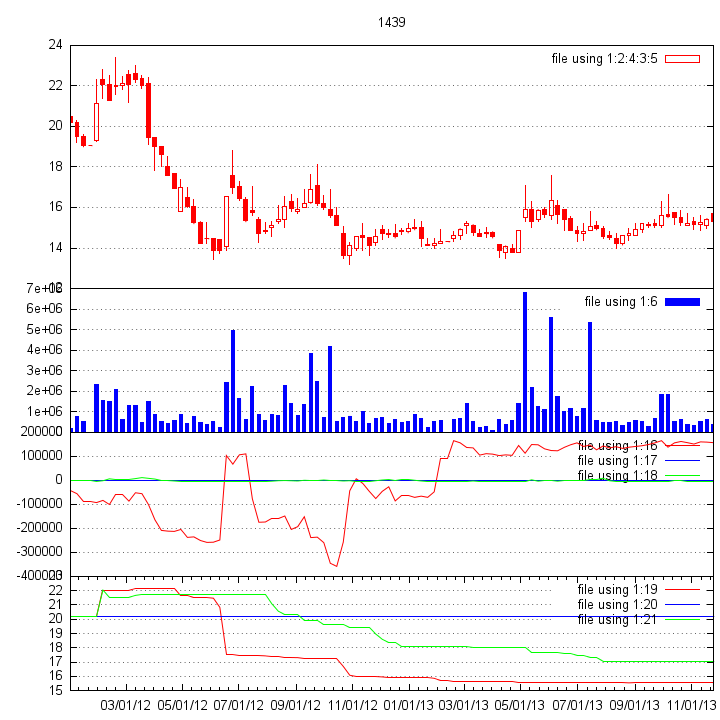 1439
24
file using 1:2:4:3:5
22
20
18
16
14
12
7e+06
file using 1:6
6e+06
5e+06
4e+06
3e+06
2e+06
1e+06
0
200000
file using 1:16
100000
file using 1:17
0
file using 1:18
-100000
-200000
-300000
-400000
23
22
file using 1:19
21
file using 1:20
20
file using 1:21
19
18
17
16
15
03/01/12 05/01/12 07/01/12 09/01/12 11/01/12 01/01/13 03/01/13 05/01/13 07/01/13 09/01/13 11/01/13